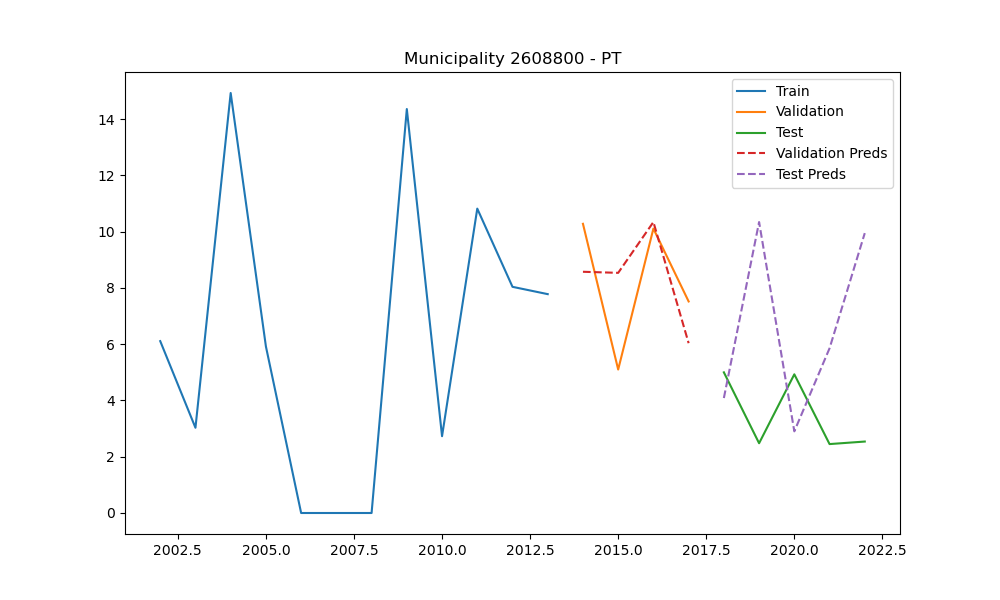 Municipality 2608800 - PT
Train
Validation
Test
Validation Preds
Test Preds
14
12
10
8
6
4
2
0
2002.5 2005.0 2007.5 2010.0 2012.5 2015.0 2017.5 2020.0 2022.5